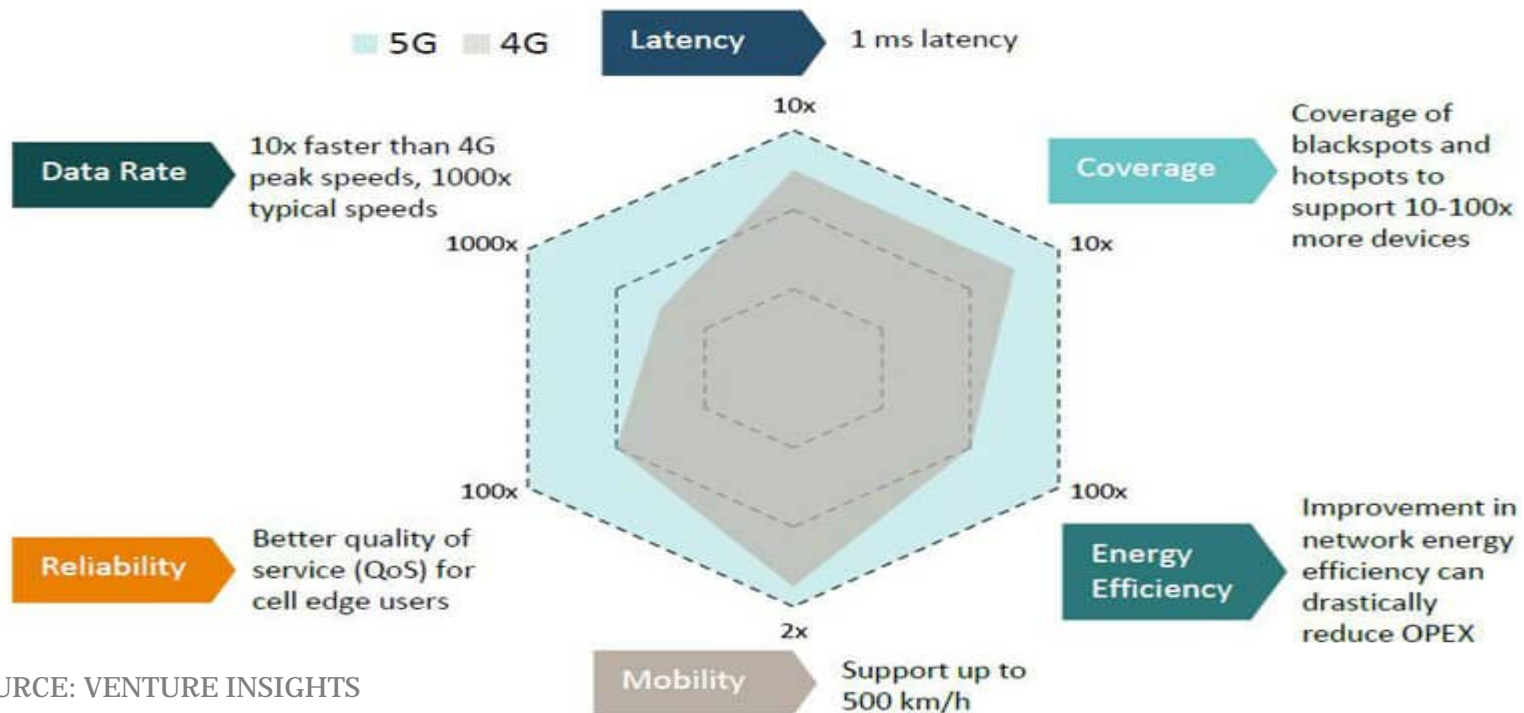 5G 4G
Latency
1 ms latency
10x
Data Rate
10x faster than 4G
peak speeds, 1000x
typical speeds
1000x
Coverage
Coverage of
blackspots and
hotspots to
support 10-100x
more devices
10x
100x
Reliability
Better quality of
service (QoS) for
cell edge users
100x
Energy
Efficiency
Improvement in
network energy
efficiency can
drastically
reduce OPEX
2x
Mobility
Support up to
500 km/h
URCE: VENTURE INSIGHTS